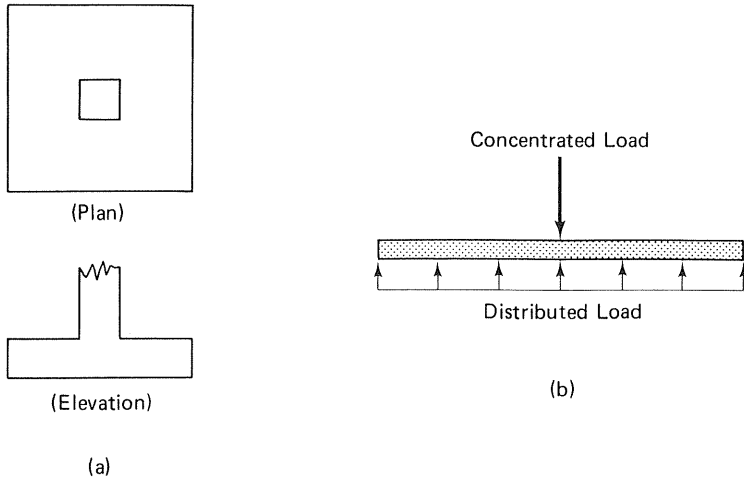 (Plan)
(Elevation)
(a)
Concentrated Load
Distributed Load
(b)